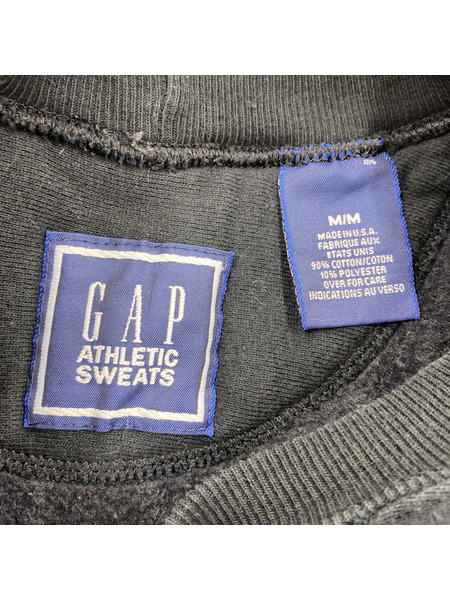 GAP
ATHLETIC
SWEATS
M/M
MADE IN U.S.A.
FABRIQUE AUX
ETATS UNIS
90% COTTON/COTON
10% POLYESTER
OVER FOR CARE
INDICATIONS AU VERSO